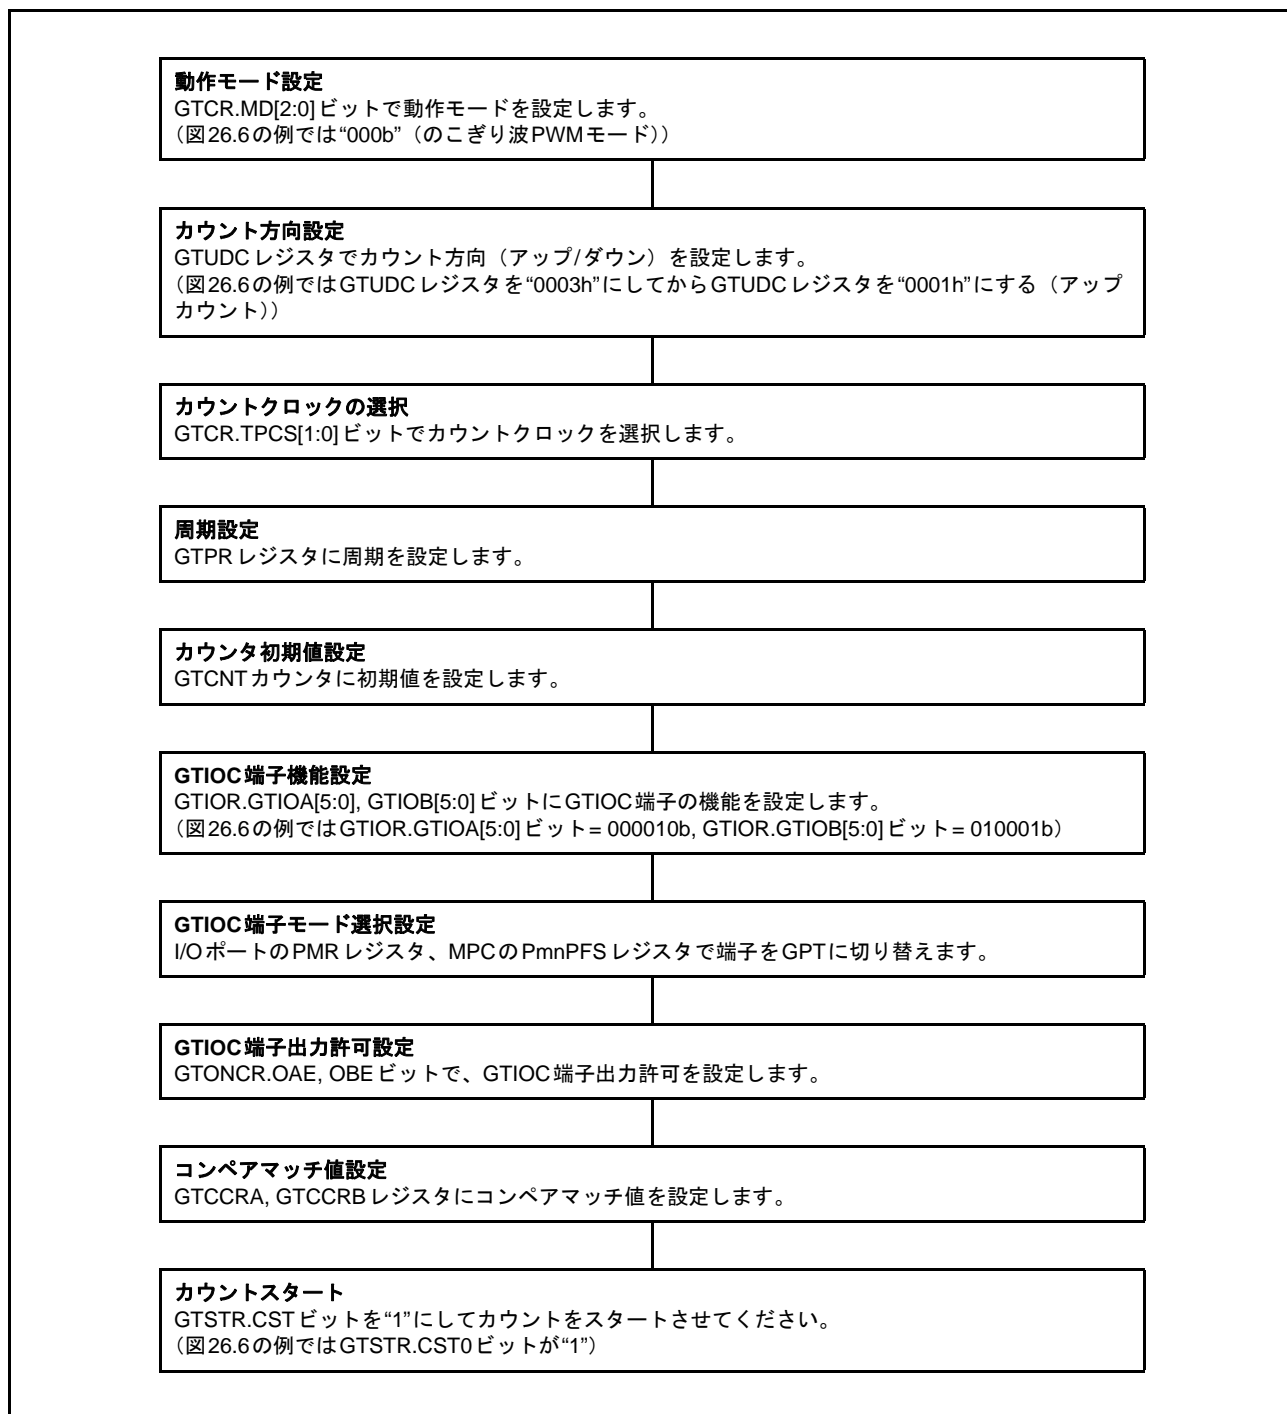 動作モード設定
GTCR.MD[2:0]ビットで動作モードを設定します。
（図26.6の例では“000b”（のこぎり波PWMモード））
カウント方向設定
GTUDCレジスタでカウント方向（アップ/ダウン）を設定します。
（図26.6の例ではGTUDCレジスタを“0003h”にしてからGTUDCレジスタを“0001h”にする（アップ
カウント））
カウントクロックの選択
GTCR.TPCS[1:0]ビットでカウントクロックを選択します。
周期設定
GTPRレジスタに周期を設定します。
カウンタ初期値設定
GTCNTカウンタに初期値を設定します。
GTIOC端子機能設定
GTIOR.GTIOA[5:0], GTIOB[5:0]ビットにGTIOC端子の機能を設定します。
（図26.6の例ではGTIOR.GTIOA[5:0]ビット= 000010b, GTIOR.GTIOB[5:0]ビット= 010001b）
GTIOC端子モード選択設定
I/OポートのPMRレジスタ、MPCのPmnPFSレジスタで端子をGPTに切り替えます。
GTIOC端子出力許可設定
GTONCR.OAE, OBEビットで、GTIOC端子出力許可を設定します。
コンペアマッチ値設定
GTCCRA, GTCCRBレジスタにコンペアマッチ値を設定します。
カウントスタート
GTSTR.CSTビットを“1”にしてカウントをスタートさせてください。
（図26.6の例ではGTSTR.CST0ビットが“1”）